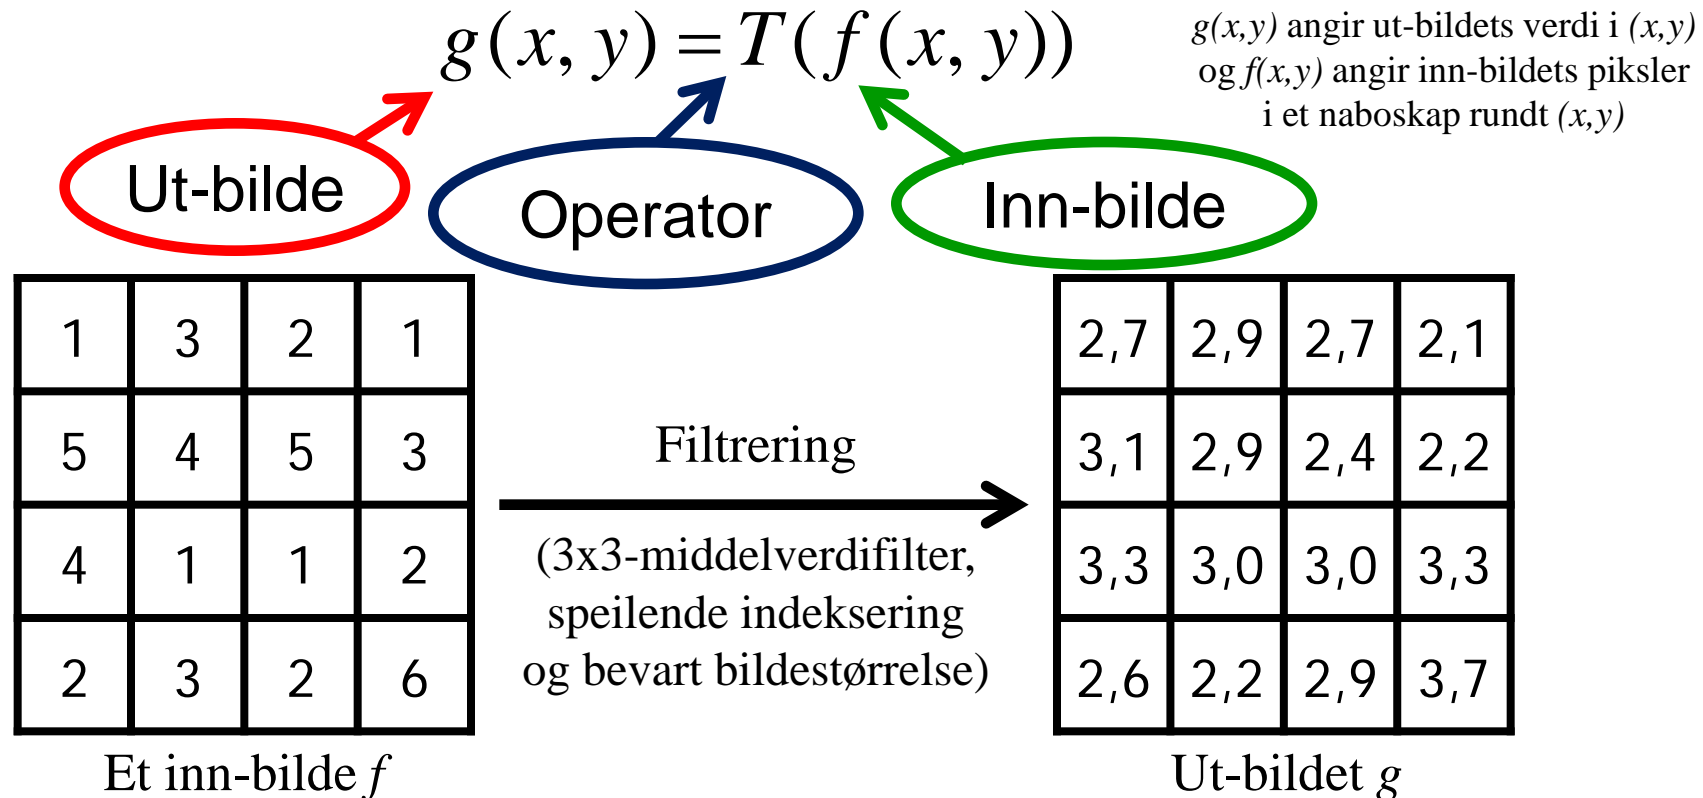 g(x, y) = T(f(x, y))
g(x,y) angir ut-bildets verdi i (x,y)
og f(x,y) angir inn-bildets piksler
i et naboskap rundt (x,y)
Ut-bilde
Operator
Inn-bilde
1 3 2 1
5 4 5 3
4 1 1 2
2 3 2 6
Et inn-bilde f
Filtrering
(3x3-middelverdifilter,
speilende indeksering
og bevart bildestørrelse)
2,7 2,9 2,7 2,1
3,1 2,9 2,4 2,2
3,3 3,0 3,0 3,3
2,6 2,2 2,9 3,7
Ut-bildet g